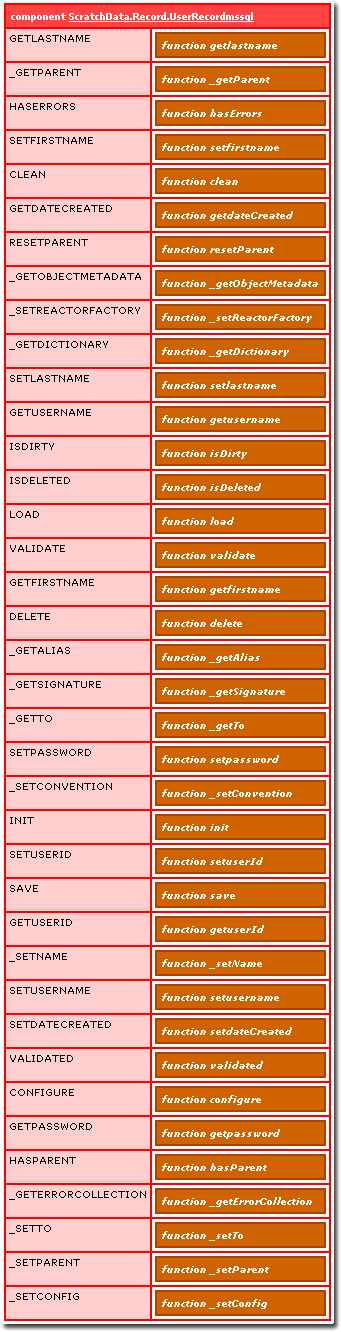 component ScratchData.Record.UserRecordmssql
GETLASTNAME function getlastname
_GETPARENT function _getParent
HASERRORS function hasErrors
SETFIRSTNAME function setfirstname
CLEAN function clean
GETDATECREATED function getdateCreated
RESETPARENT function resetParent
_GETOBJECTMETADATA function _getObjectMetadata
_SETREACTORFACTORY function _setReactorFactory
_GETDICTIONARY function _getDictionary
SETLASTNAME function setlastname
GETUSERNAME function getusername
ISDIRTY function isDirty
ISDELETED function isDeleted
LOAD function load
VALIDATE function validate
GETFIRSTNAME function getfirstname
DELETE function delete
_GETALIAS function _getAlias
_GETSIGNATURE function _getSignature
_GETTO function _getTo
SETPASSWORD function setpassword
_SETCONVENTION function _setConvention
INIT function init
SETUSERID function setuserId
SAVE function save
GETUSERID function getuserId
_SETNAME function _setName
SETUSERNAME function setusername
SETDATECREATED function setdateCreated
VALIDATED function validated
CONFIGURE function configure
GETPASSWORD function getpassword
HASPARENT function hasParent
_GETERRORCOLLECTION function _getErrorCollection
_SETTO function _setTo
_SETPARENT function _setParent
_SETCONFIG function _setConfig